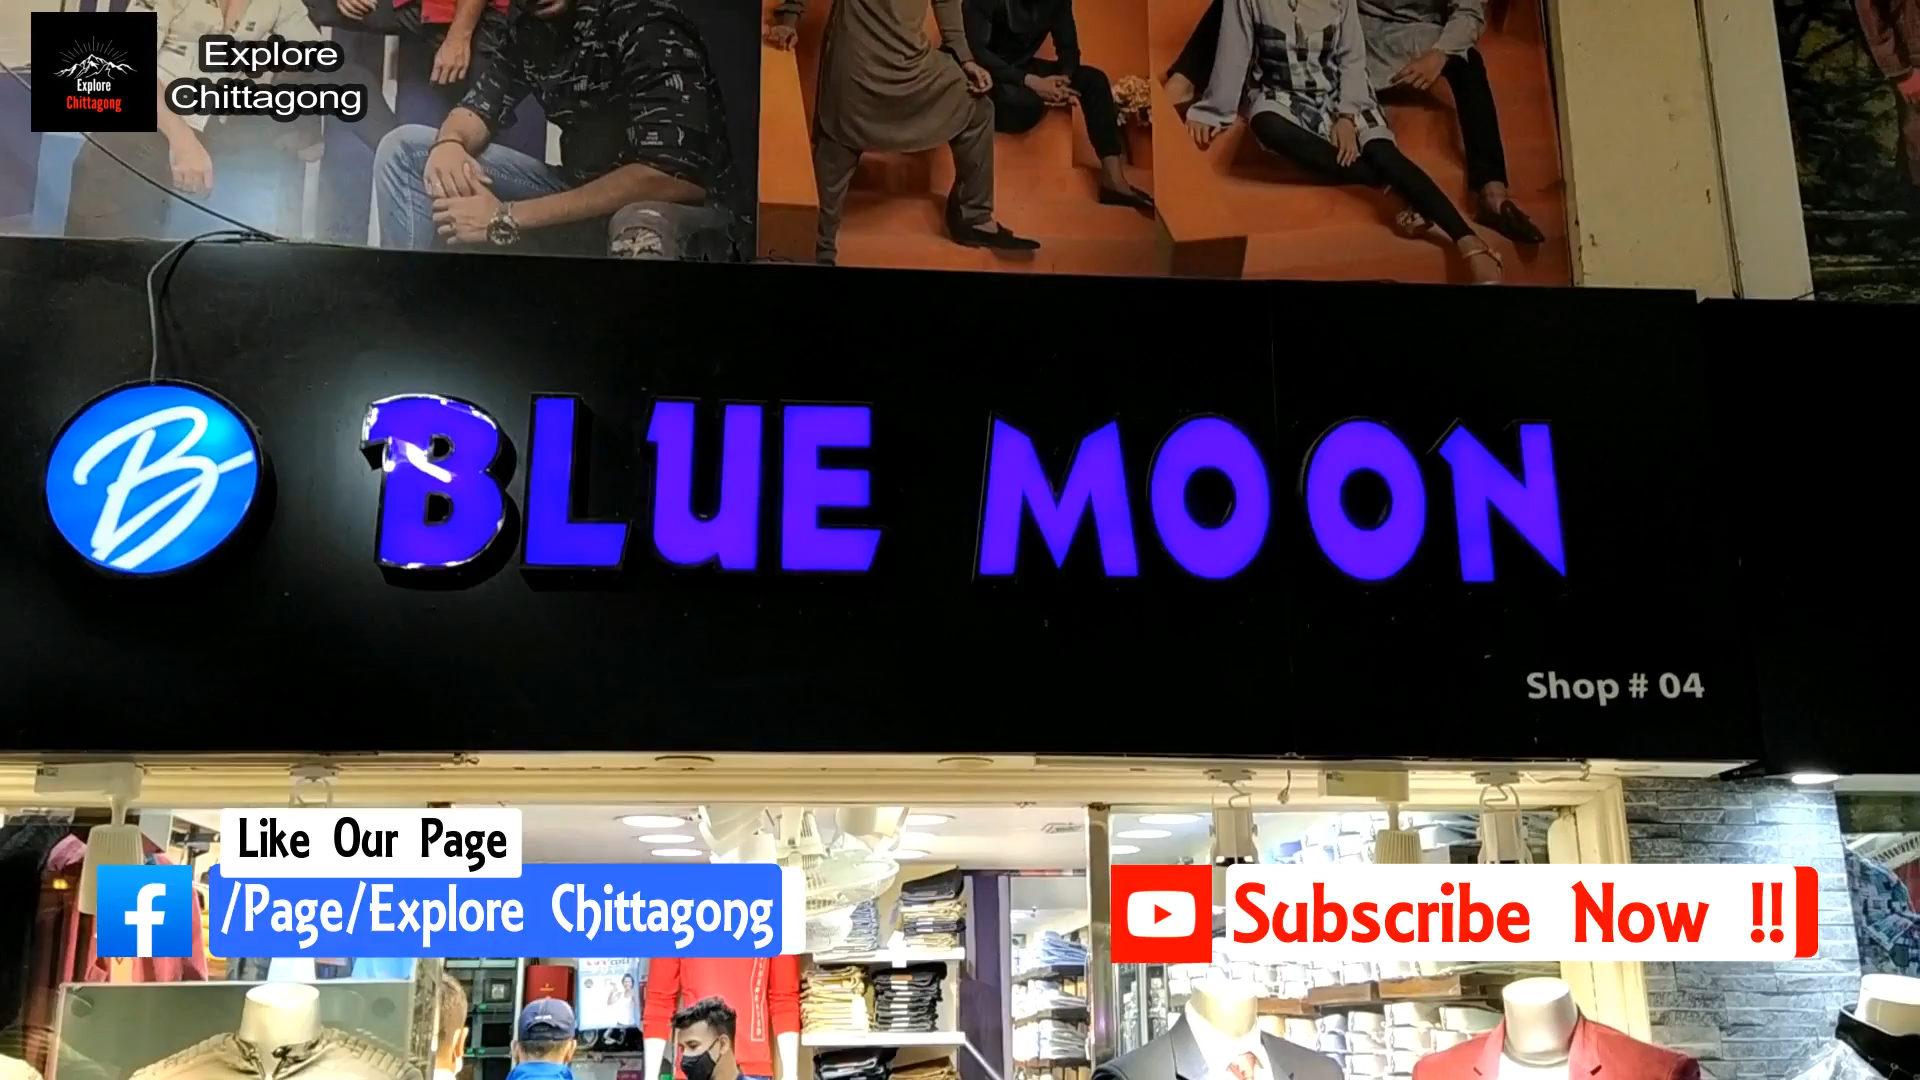 Explore
Chittagong
Explore
Chittagong
B
BLUE MOON
Shop # 04
Like Our Page
/Page/Explore Chittagong
Subscribe Now !!